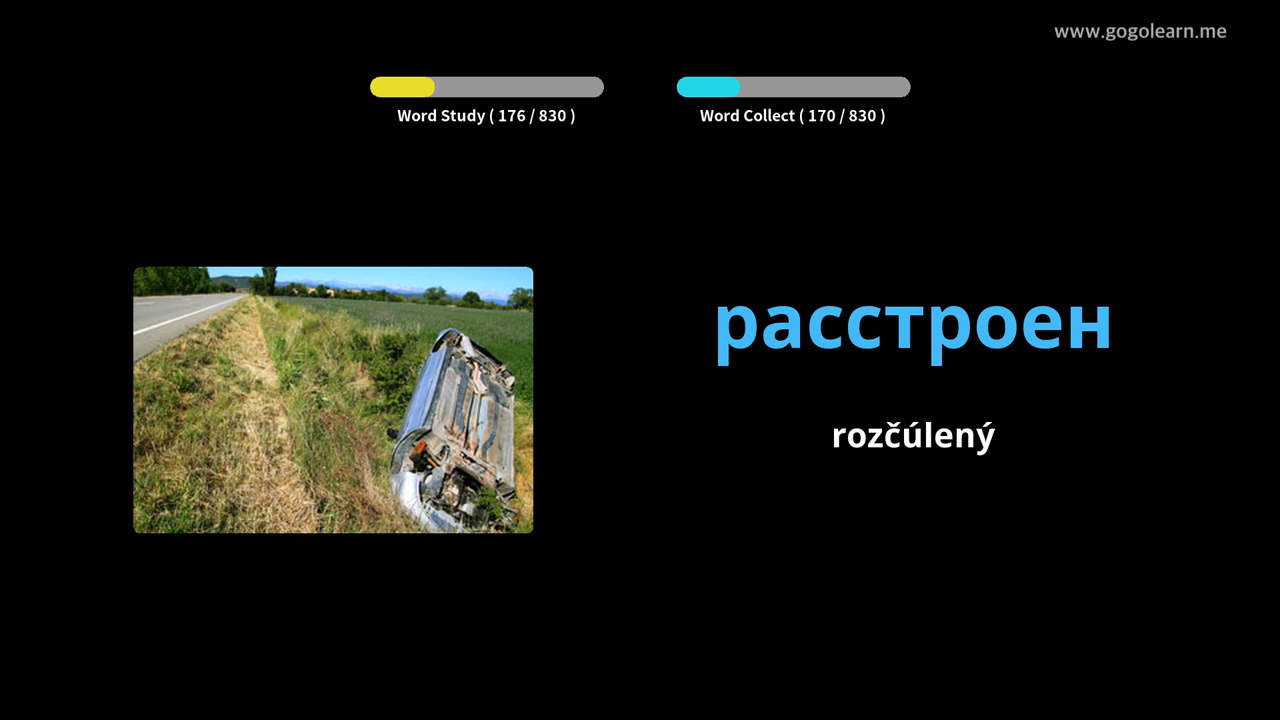 www.gogolearn.me
Word Study ( 176 / 830 )
Word Collect ( 170 / 830 )
расстроен
rozčúlený